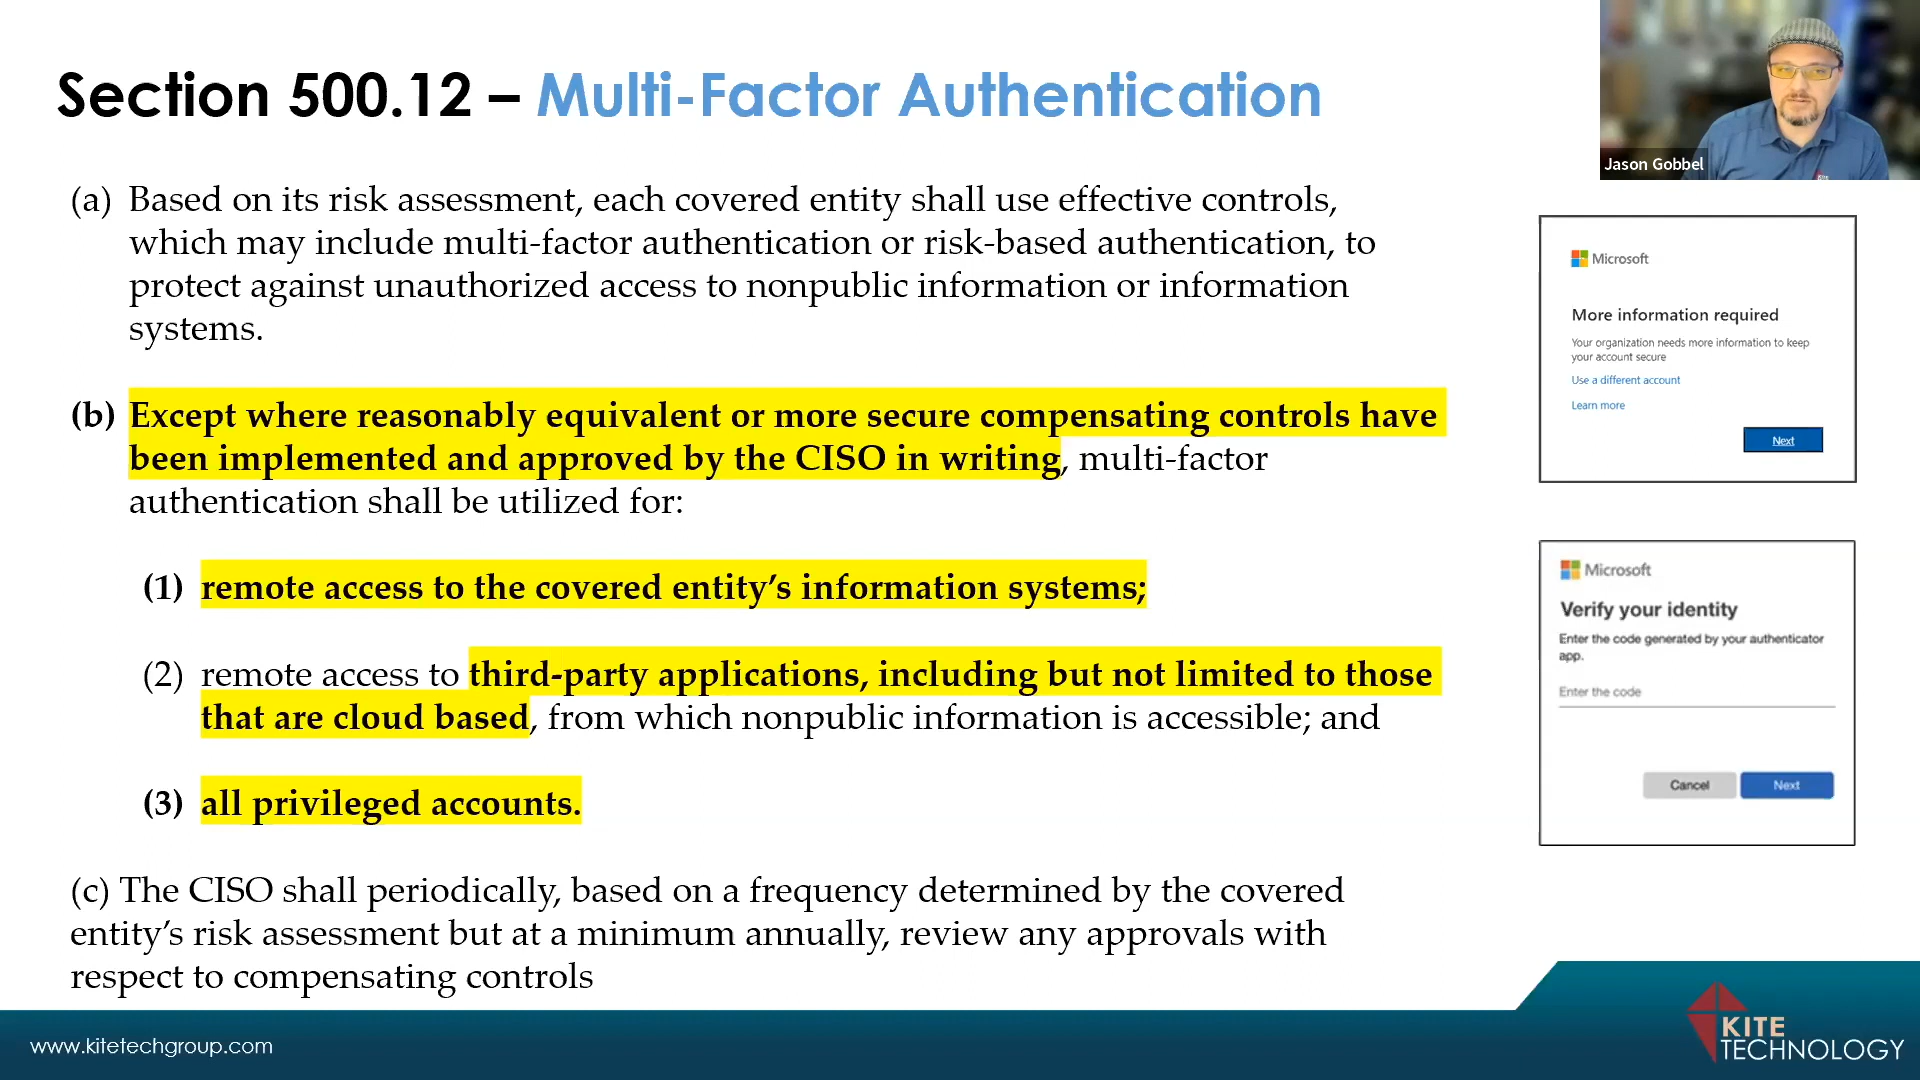 Section 500.12 – Multi-Factor Authentication
Jason Gobbel
(a) Based on its risk assessment, each covered entity shall use effective controls,
which may include multi-factor authentication or risk-based authentication, to
protect against unauthorized access to nonpublic information or information
systems.
(b) Except where reasonably equivalent or more secure compensating controls have
been implemented and approved by the CISO in writing, multi-factor
authentication shall be utilized for:
(1) remote access to the covered entity’s information systems;
(2) remote access to third-party applications, including but not limited to those
that are cloud based, from which nonpublic information is accessible; and
(3) all privileged accounts.
(c) The CISO shall periodically, based on a frequency determined by the covered
entity’s risk assessment but at a minimum annually, review any approvals with
respect to compensating controls
Microsoft
More information required
Your organization needs more information to keep
your account secure
Use a different account
Learn more
Next
Microsoft
Verify your identity
Enter the code generated by your authenticator
app.
Enter the code
Cancel Next
www.kitetechgroup.com
KITE
TECHNOLOGY